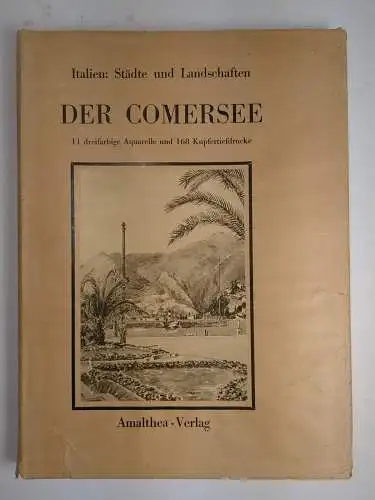 Italien: Städte und Landschaften
DER COMERSEE
11 dreifarbige Aquarelle und 168 Kupfertiefdrucke
Amalthea-Verlag